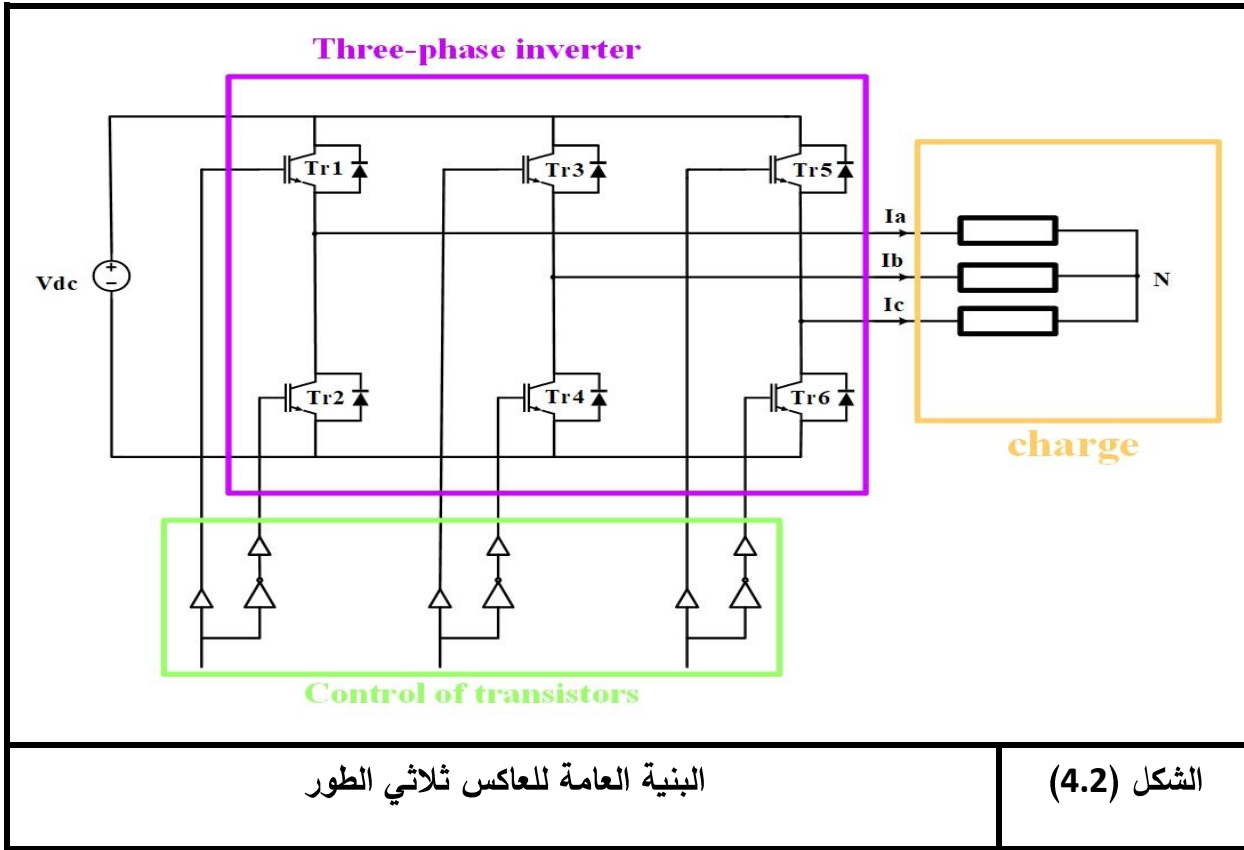 Three-phase inverter
Tr1
Tr3
Tr5
Ia
Ib
Ic
N
Vdc
+
−
Tr2
Tr4
Tr6
charge
Control of transistors
الشكل (4.2)
البنية العامة للعاكس ثلاثي الطور